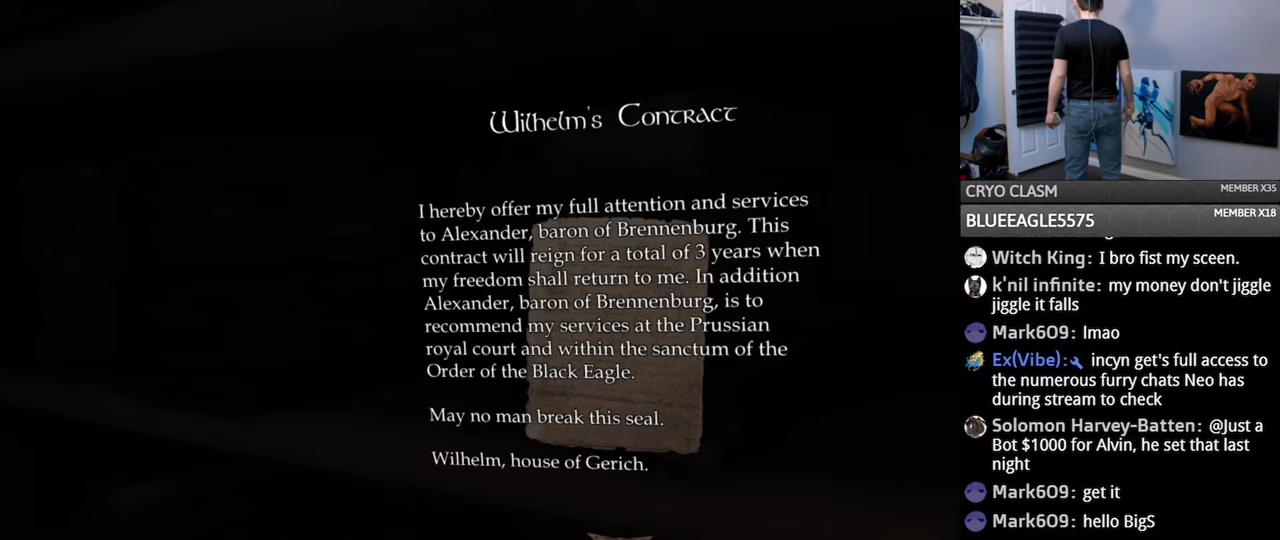 Wilhelm's Contract
I hereby offer my full attention and services
to Alexander, baron of Brennenburg. This
contract will reign for a total of 3 years when
my freedom shall return to me. In addition
Alexander, baron of Brennenburg, is to
recommend my services at the Prussian
royal court and within the sanctum of the
Order of the Black Eagle.
May no man break this seal.
Wilhelm, house of Gerich.
CRYO CLASM MEMBER X35
BLUEEAGLE5575 MEMBER X18
Witch King: I bro fist my sceen.
k'nil infinite: my money don't jiggle
jiggle it falls
Mark609: lmao
Ex(Vibe): incyn get's full access to
the numerous furry chats Neo has
during stream to check
Solomon Harvey-Batten: @Just a
Bot $1000 for Alvin, he set that last
night
Mark609: get it
Mark609: hello BigS